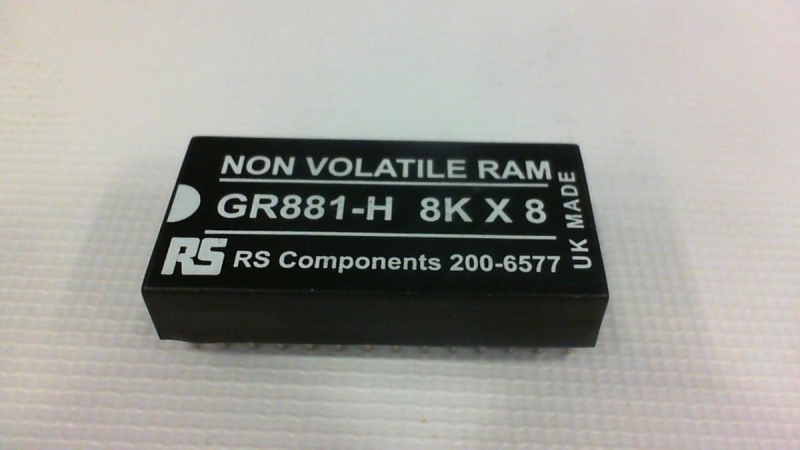 NON VOLATILE RAM
GR881-H 8K X 8
RS RS Components 200-6577
UK MADE